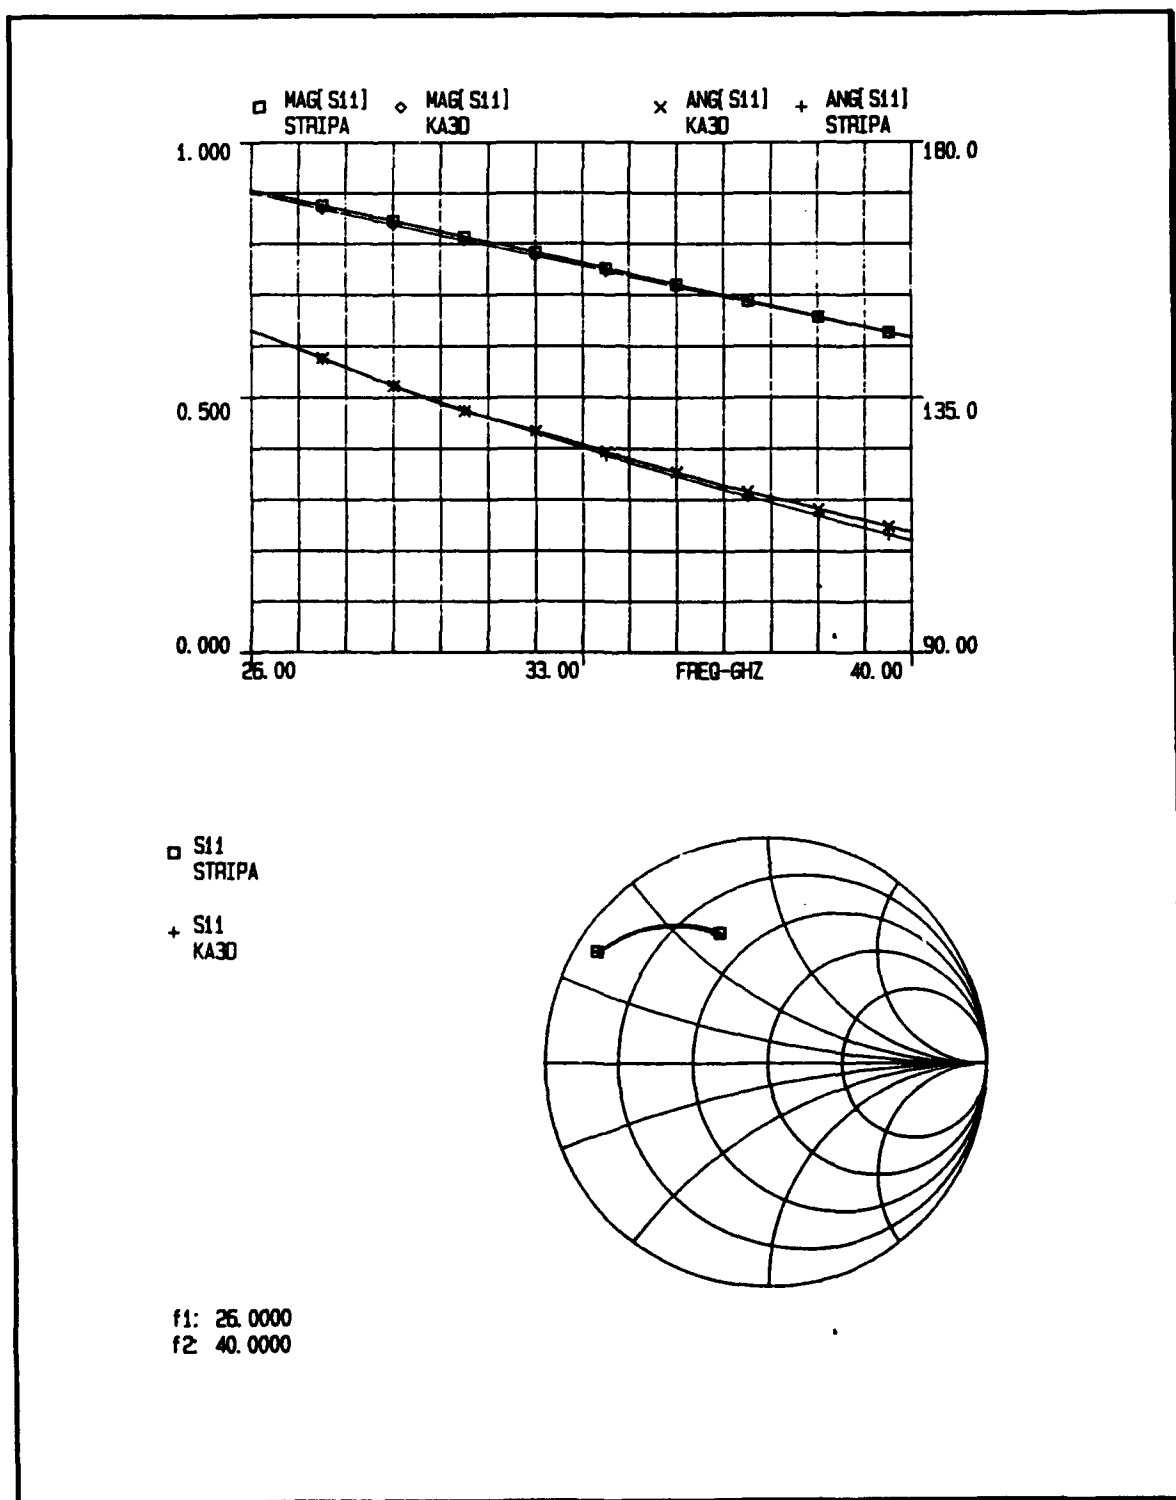 MAG[S11] MAG[S11] ANG[S11] ANG[S11]
STRIPA KA3D KA3D STRIPA
1.000 180.0
0.500 135.0
0.000 90.00
26.00 33.00 FREQ-GHZ 40.00
S11
STRIPA
S11
KA3D
f1: 26.0000
f2: 40.0000